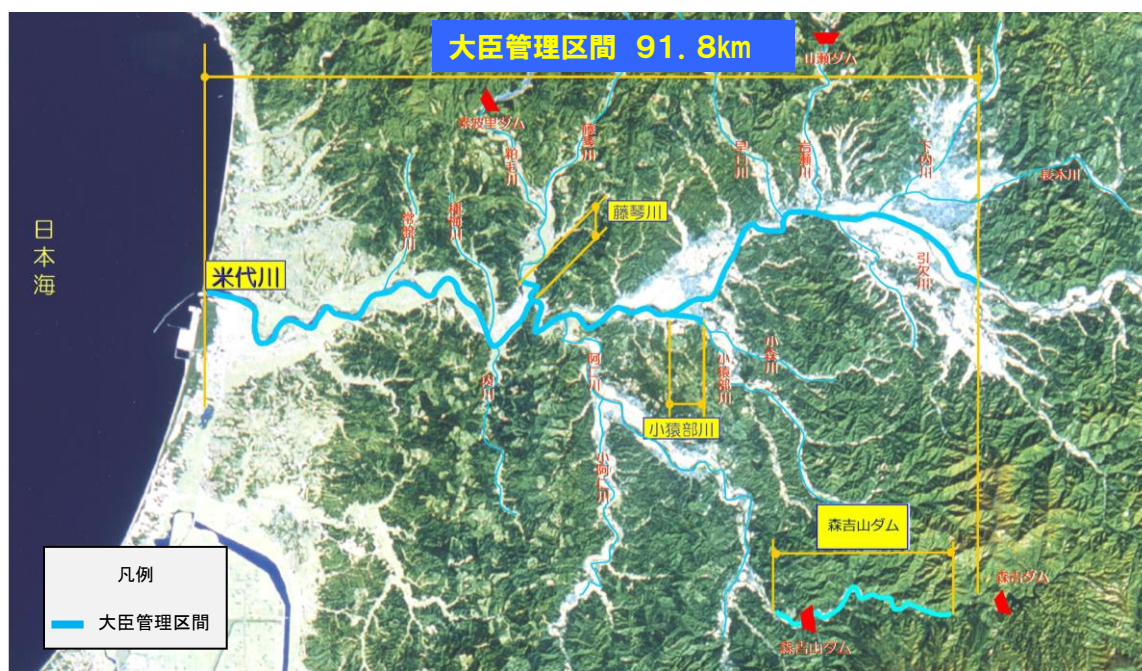 大臣管理区間 91.8km
山瀬ダム
素波里ダム
藤琴川
粕毛川
早口川
岩瀬川
下内川
長木川
日本海
常盤川
種梅川
藤琴川
米代川
引欠川
内川
阿仁川
小猿部川
小森川
小猿部川
小阿仁川
森吉山ダム
森吉ダム
森吉山ダム
凡例
大臣管理区間